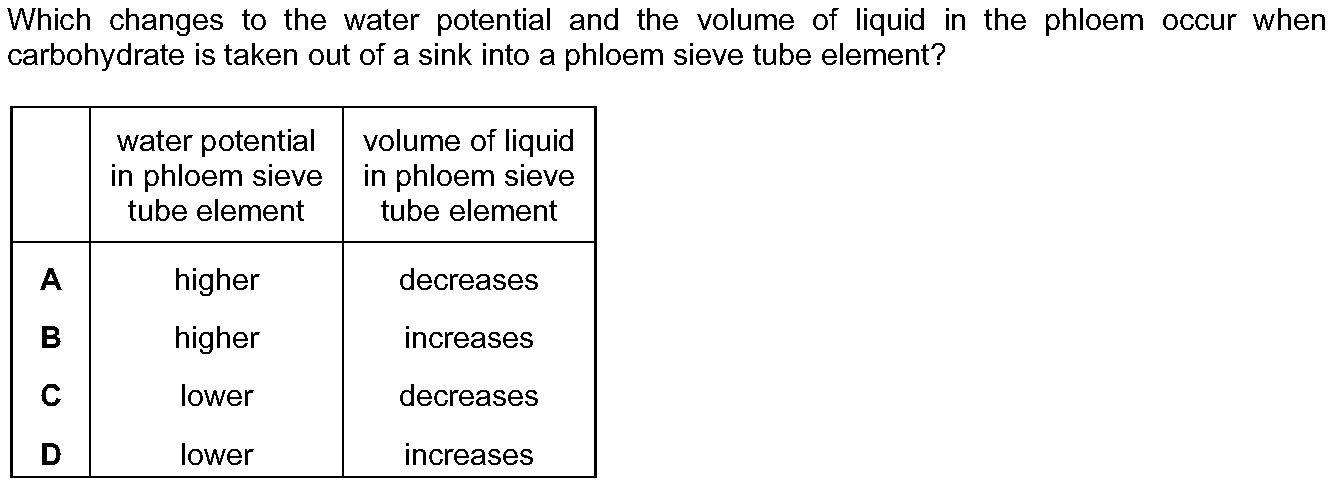 Which changes to the water potential and the volume of liquid in the phloem occur when
carbohydrate is taken out of a sink into a phloem sieve tube element?
water potential
in phloem sieve
tube element
volume of liquid
in phloem sieve
tube element
A higher decreases
B higher increases
C lower decreases
D lower increases